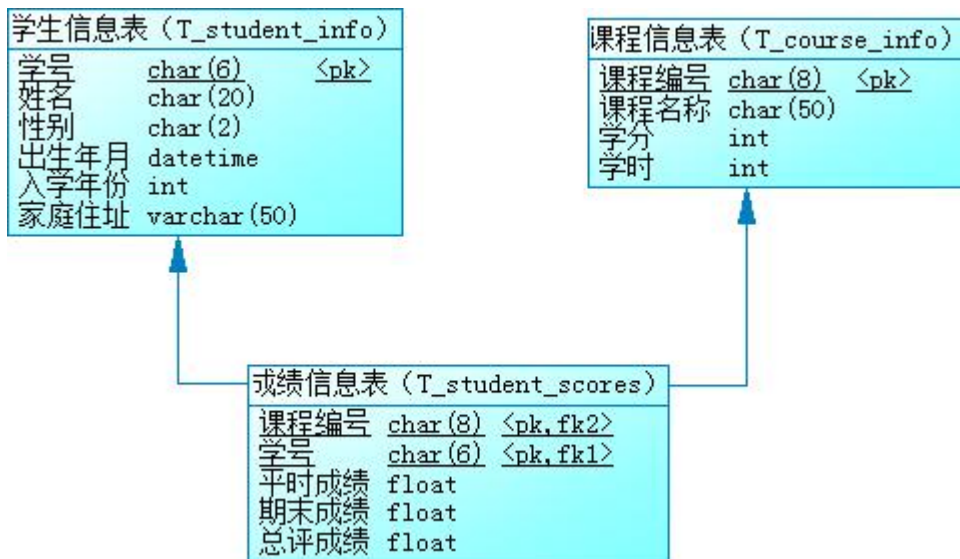 学生信息表（T_student_info）
学号 char(6) <pk>
姓名 char(20)
性别 char(2)
出生年月 datetime
入学年份 int
家庭住址 varchar(50)
课程信息表（T_course_info）
课程编号 char(8) <pk>
课程名称 char(50)
学分 int
学时 int
成绩信息表（T_student_scores）
课程编号 char(8) <pk,fk2>
学号 char(6) <pk,fk1>
平时成绩 float
期末成绩 float
总评成绩 float